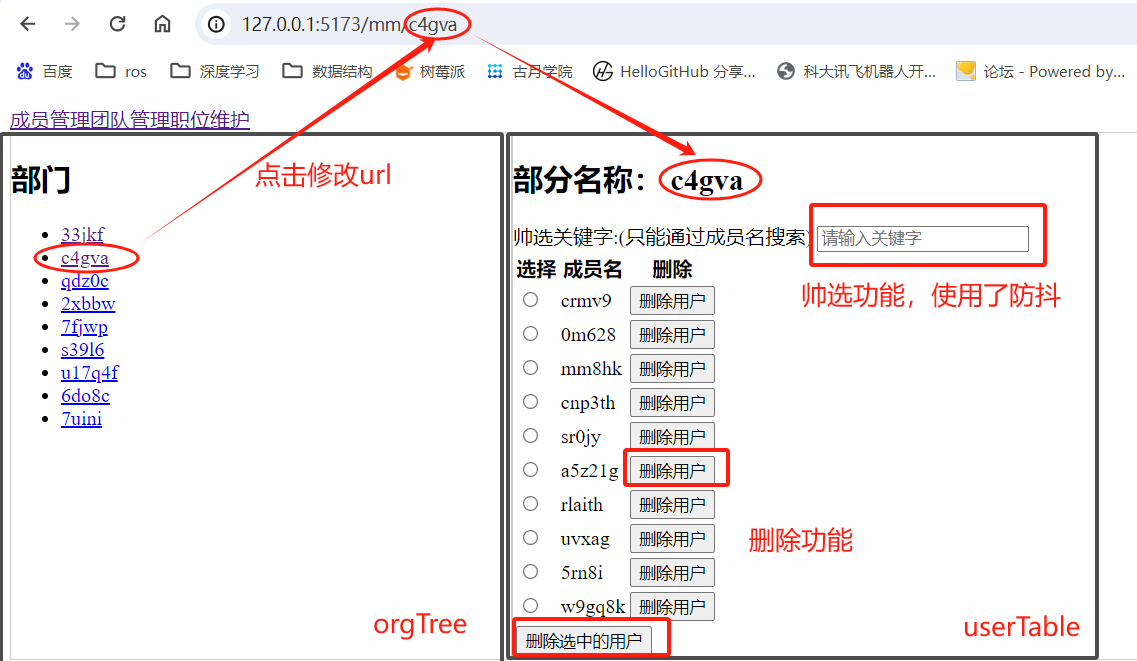 127.0.0.1:5173/mm/c4gva
百度 ros 深度学习 数据结构 树莓派 古月学院 HelloGitHub 分享... 科大讯飞机器人开... 论坛 - Powered by...
成员管理团队管理职位维护
部门
点击修改url
33jkf
c4gva
qdz0c
2xbbw
7fjwp
s39l6
u17q4f
6do8c
7uini
orgTree
部分名称：c4gva
帅选关键字:(只能通过成员名搜索) 请输入关键字
帅选功能，使用了防抖
选择 成员名 删除
crmv9 删除用户
0m628 删除用户
mm8hk 删除用户
cnp3th 删除用户
sr0jy 删除用户
a5z21g 删除用户
rlaith 删除用户
uvxag 删除用户
删除功能
5rn8i 删除用户
w9gq8k 删除用户
删除选中的用户
userTable